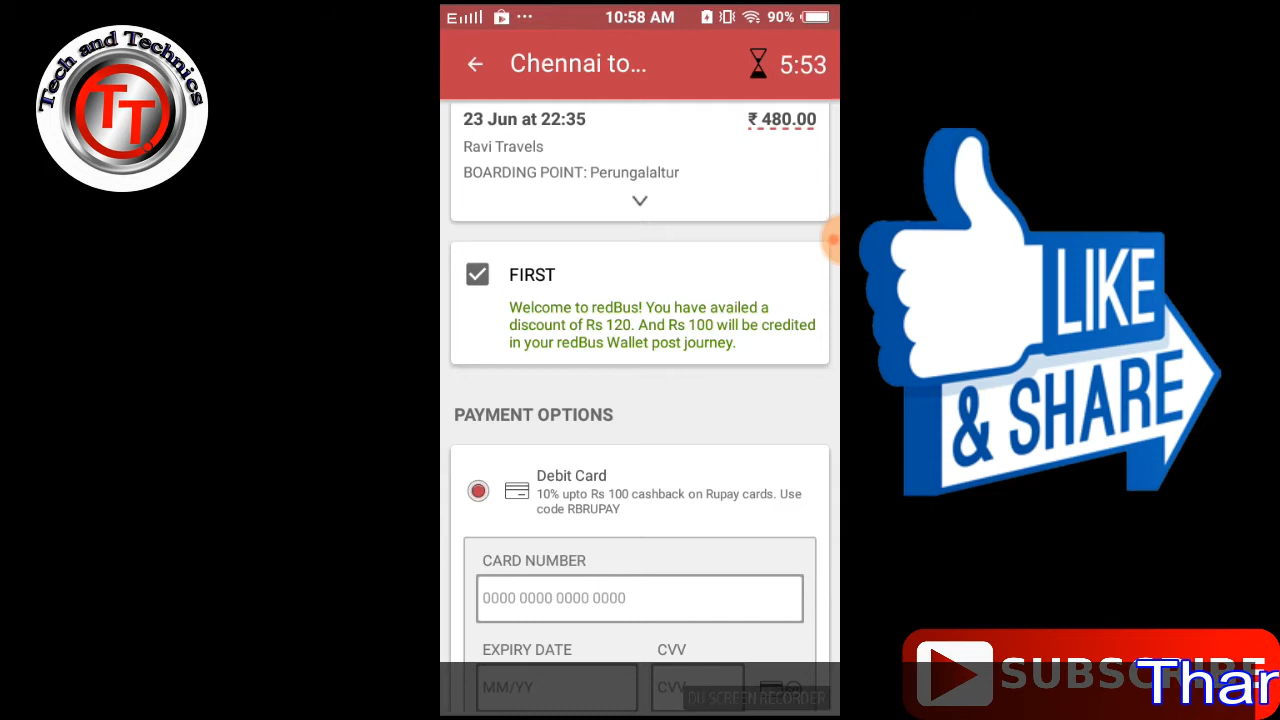 Tech and Technics
TT
10:58 AM
90%
Chennai to...
5:53
23 Jun at 22:35
₹ 480.00
Ravi Travels
BOARDING POINT: Perungalaltur
FIRST
Welcome to redBus! You have availed a
discount of Rs 120. And Rs 100 will be credited
in your redBus Wallet post journey.
PAYMENT OPTIONS
Debit Card
10% upto Rs 100 cashback on Rupay cards. Use
code RBRUPAY
CARD NUMBER
0000 0000 0000 0000
EXPIRY DATE
CVV
MM/YY
CVV
DU SCREEN RECORDER
LIKE
& SHARE
SUBSCRIBE